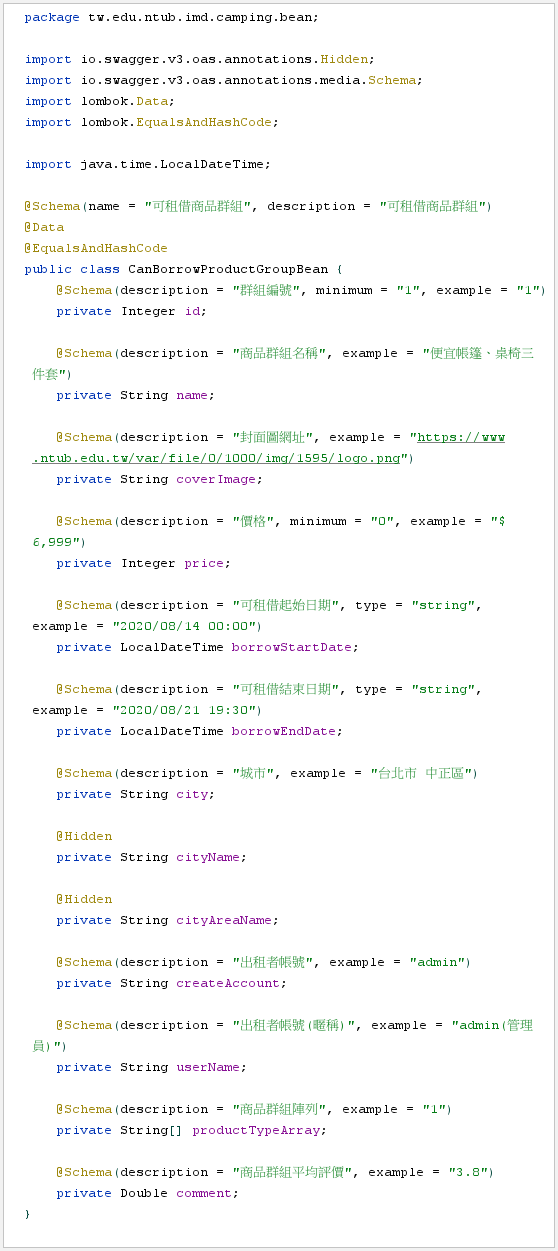 package tw.edu.ntub.imd.camping.bean;
import io.swagger.v3.oas.annotations.Hidden;
import io.swagger.v3.oas.annotations.media.Schema;
import lombok.Data;
import lombok.EqualsAndHashCode;
import java.time.LocalDateTime;
@Schema(name = "可租借商品群組", description = "可租借商品群組")
@Data
@EqualsAndHashCode
public class CanBorrowProductGroupBean {
@Schema(description = "群組編號", minimum = "1", example = "1")
private Integer id;
@Schema(description = "商品群組名稱", example = "便宜帳篷、桌椅三
件套")
private String name;
@Schema(description = "封面圖網址", example = "https://www
.ntub.edu.tw/var/file/0/1000/img/1595/logo.png")
private String coverImage;
@Schema(description = "價格", minimum = "0", example = "$
6,999")
private Integer price;
@Schema(description = "可租借起始日期", type = "string",
example = "2020/08/14 00:00")
private LocalDateTime borrowStartDate;
@Schema(description = "可租借結束日期", type = "string",
example = "2020/08/21 19:30")
private LocalDateTime borrowEndDate;
@Schema(description = "城市", example = "台北市 中正區")
private String city;
@Hidden
private String cityName;
@Hidden
private String cityAreaName;
@Schema(description = "出租者帳號", example = "admin")
private String createAccount;
@Schema(description = "出租者帳號(暱稱)", example = "admin(管理
員)")
private String userName;
@Schema(description = "商品群組陣列", example = "1")
private String[] productTypeArray;
@Schema(description = "商品群組平均評價", example = "3.8")
private Double comment;
}